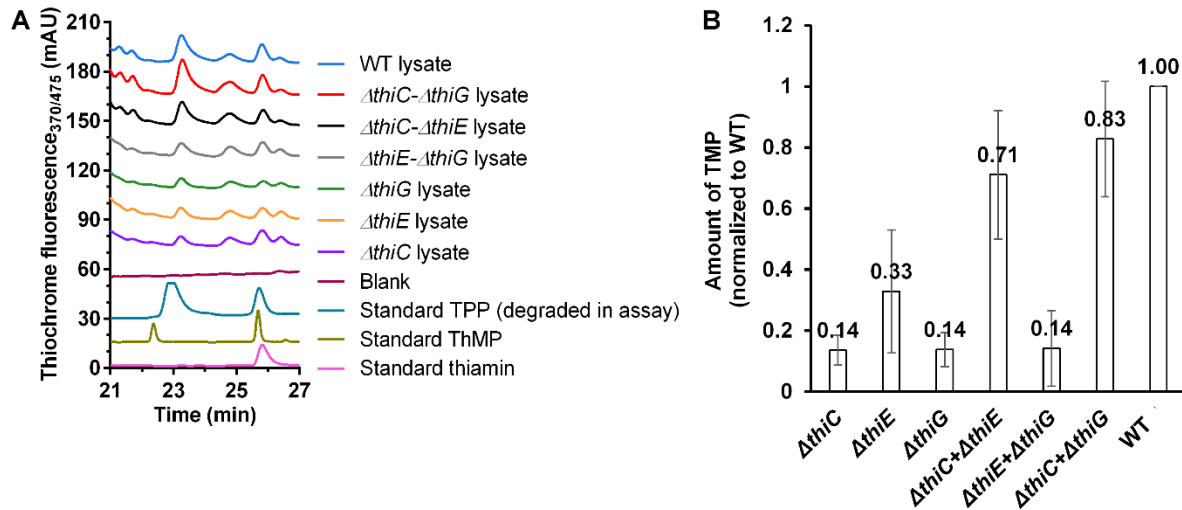 A
Thiochrome fluorescence370/475 (mAU)
210
180
150
120
90
60
30
0
21
23
25
27
Time (min)
WT lysate
ΔthiC-ΔthiG lysate
ΔthiC-ΔthiE lysate
ΔthiE-ΔthiG lysate
ΔthiG lysate
ΔthiE lysate
ΔthiC lysate
Blank
Standard TPP (degraded in assay)
Standard ThMP
Standard thiamin
B
Amount of TMP
(normalized to WT)
1
0.8
0.6
0.4
0.2
0
0.14
0.33
0.14
0.71
0.14
0.83
1.00
ΔthiC
ΔthiE
ΔthiG
ΔthiC+ΔthiE
ΔthiE+ΔthiG
ΔthiC+ΔthiG
WT